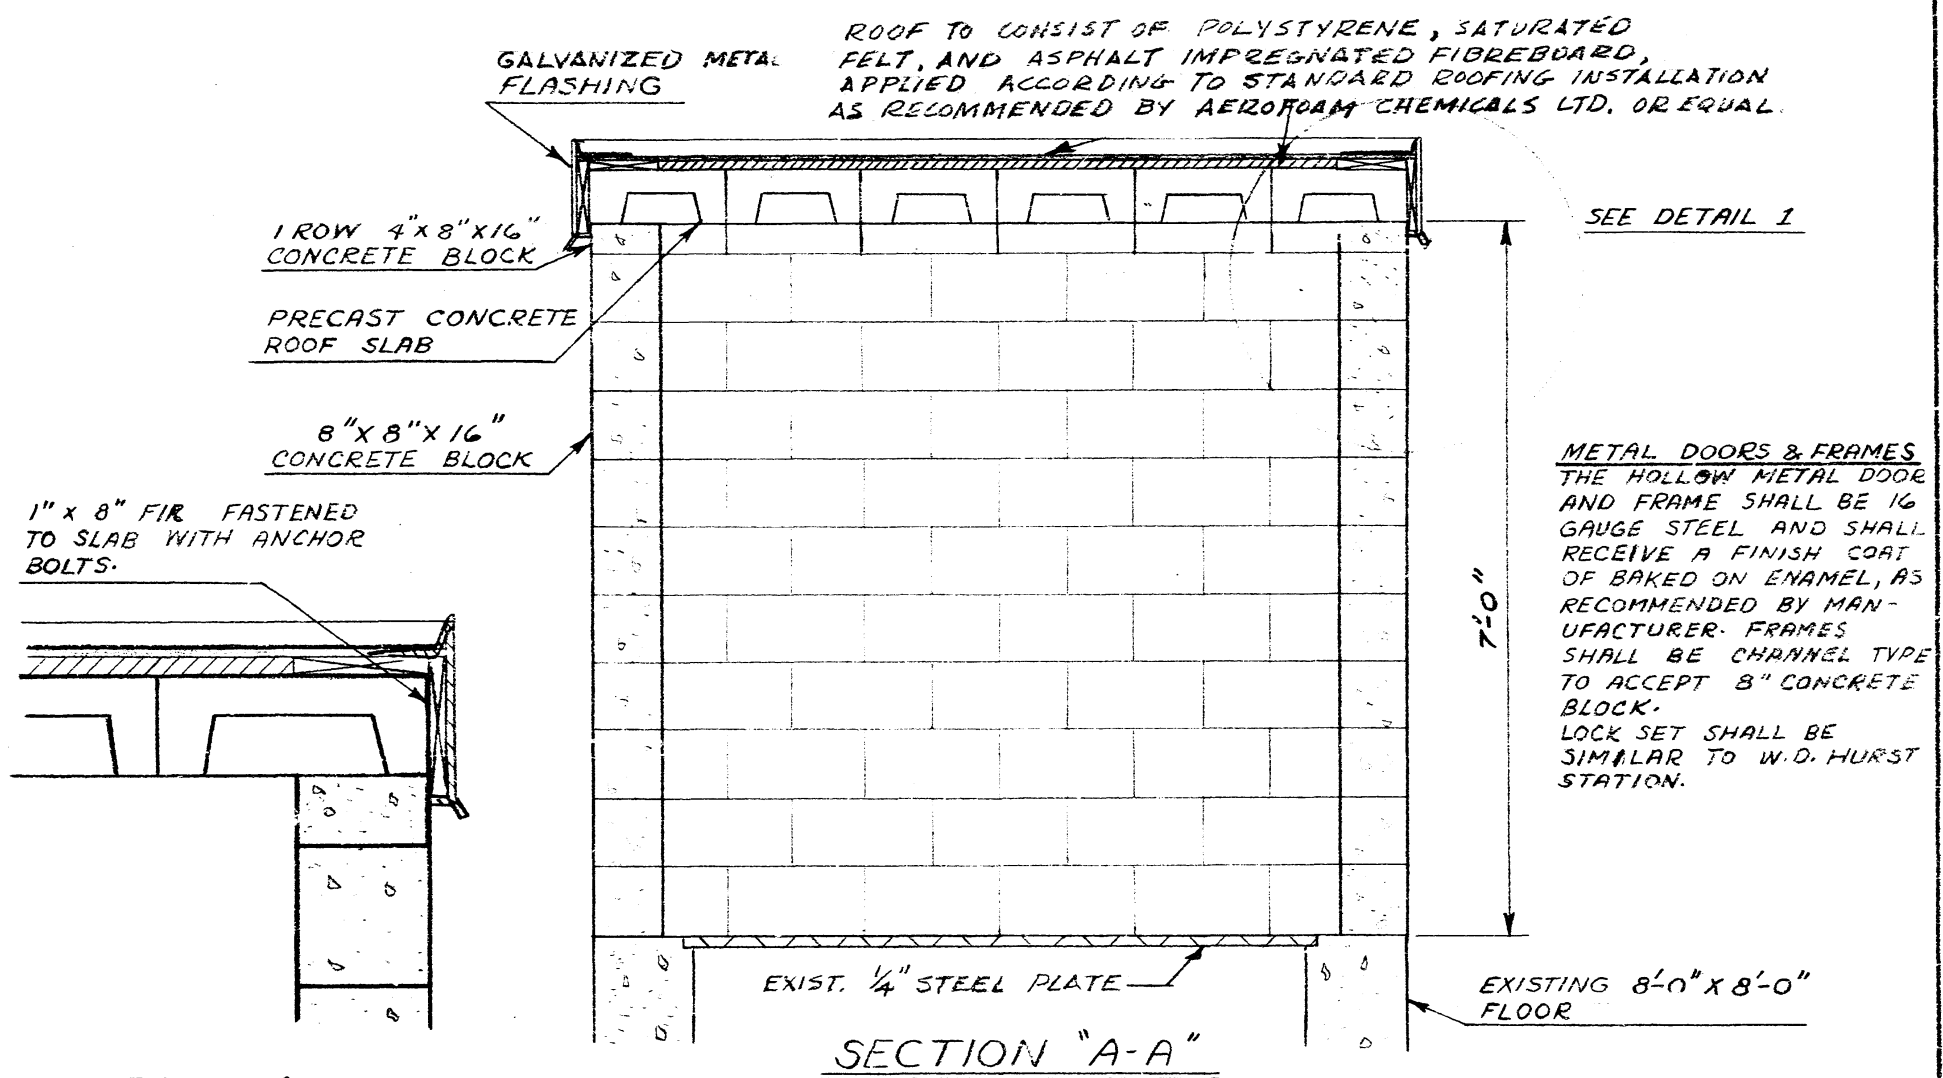 GALVANIZED METAL
FLASHING
ROOF TO CONSIST OF POLYSTYRENE, SATURATED
FELT, AND ASPHALT IMPREGNATED FIBREBOARD,
APPLIED ACCORDING TO STANDARD ROOFING INSTALLATION
AS RECOMMENDED BY AEROFOAM CHEMICALS LTD. OR EQUAL.
1 ROW 4"X8"X16"
CONCRETE BLOCK
SEE DETAIL 1
PRECAST CONCRETE
ROOF SLAB
8"X8"X16"
CONCRETE BLOCK
1" X 8" FIR FASTENED
TO SLAB WITH ANCHOR
BOLTS.
7'-0"
METAL DOORS & FRAMES
THE HOLLOW METAL DOOR
AND FRAME SHALL BE 16
GAUGE STEEL AND SHALL
RECEIVE A FINISH COAT
OF BAKED ON ENAMEL, AS
RECOMMENDED BY MAN-
UFACTURER. FRAMES
SHALL BE CHANNEL TYPE
TO ACCEPT 8" CONCRETE
BLOCK.
LOCK SET SHALL BE
SIMILAR TO W.D. HURST
STATION.
EXIST. 1/4" STEEL PLATE
EXISTING 8'-0" X 8'-0"
FLOOR
SECTION "A-A"